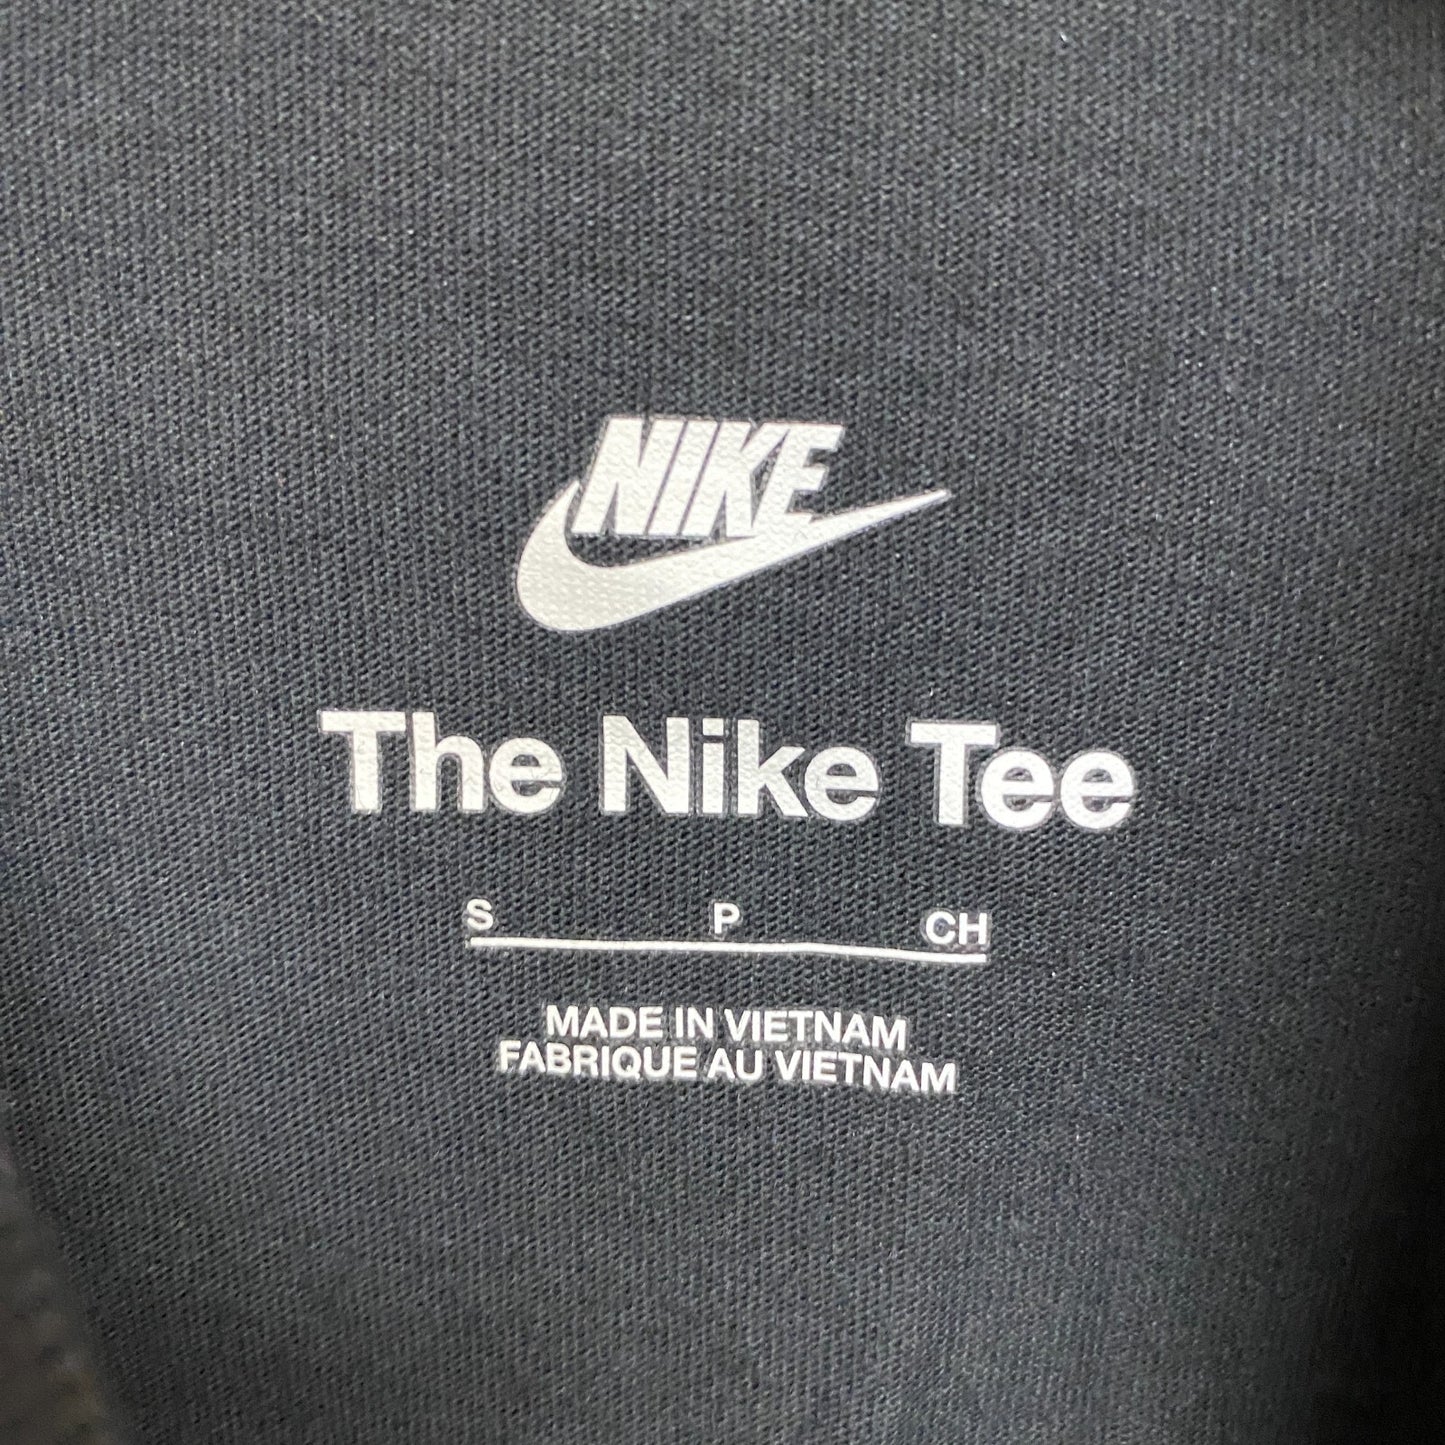 NIKE
The Nike Tee
S P CH
MADE IN VIETNAM
FABRIQUE AU VIETNAM